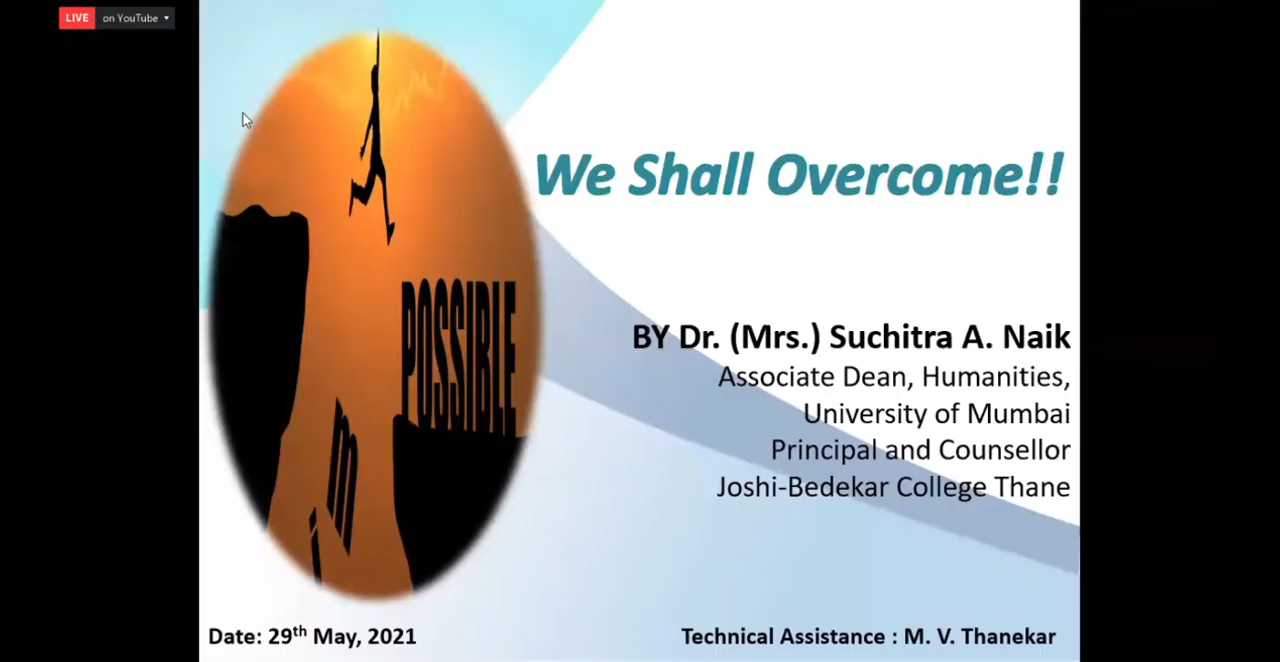 LIVE on YouTube
We Shall Overcome!!
POSSIBLE
im
BY Dr. (Mrs.) Suchitra A. Naik
Associate Dean, Humanities,
University of Mumbai
Principal and Counsellor
Joshi-Bedekar College Thane
Date: 29th May, 2021
Technical Assistance : M. V. Thanekar